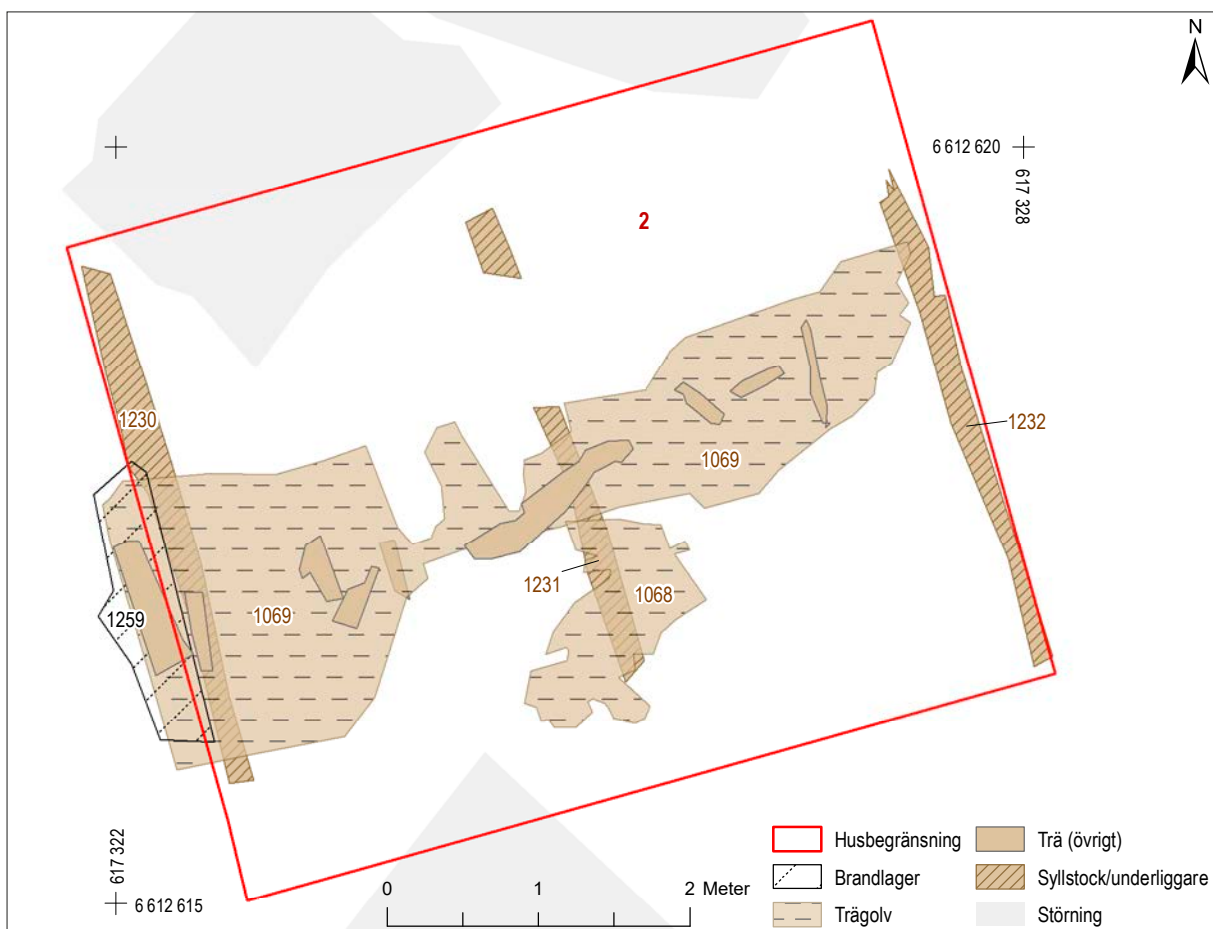 N
6 612 620
617 328
2
1230
1232
1069
1231
1068
1259
1069
617 322
6 612 615
0 1 2 Meter
Husbegränsning
Brandlager
Trägolv
Trä (övrigt)
Syllstock/underliggare
Störning